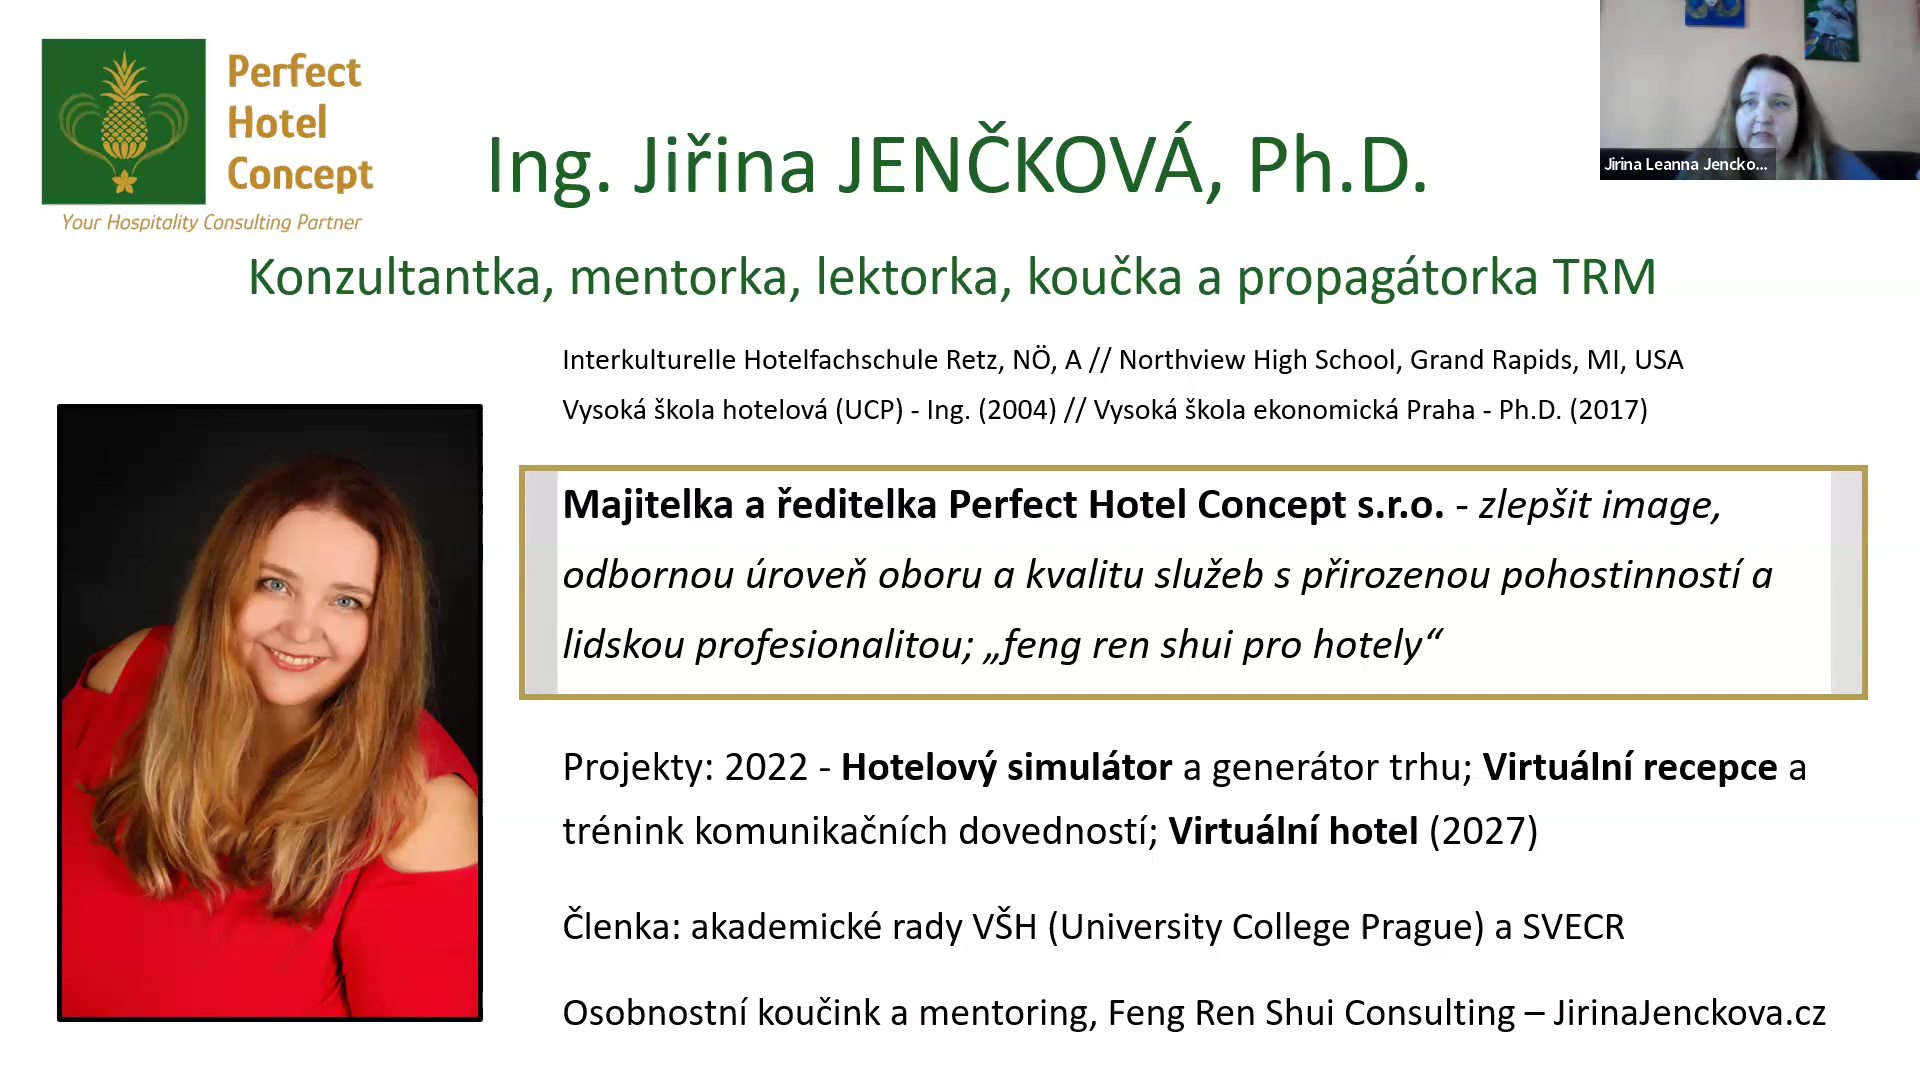 Perfect
Hotel
Concept
Your Hospitality Consulting Partner
Ing. Jiřina JENČKOVÁ, Ph.D.
Jirina Leanna Jencko...
Konzultantka, mentorka, lektorka, koučka a propagátorka TRM
Interkulturelle Hotelfachschule Retz, NÖ, A // Northview High School, Grand Rapids, MI, USA
Vysoká škola hotelová (UCP) - Ing. (2004) // Vysoká škola ekonomická Praha - Ph.D. (2017)
Majitelka a ředitelka Perfect Hotel Concept s.r.o. - zlepšit image,
odbornou úroveň oboru a kvalitu služeb s přirozenou pohostinností a
lidskou profesionalitou; „feng ren shui pro hotely“
Projekty: 2022 - Hotelový simulátor a generátor trhu; Virtuální recepce a
trénink komunikačních dovedností; Virtuální hotel (2027)
Členka: akademické rady VŠH (University College Prague) a SVECR
Osobnostní koučink a mentoring, Feng Ren Shui Consulting – JirinaJenckova.cz